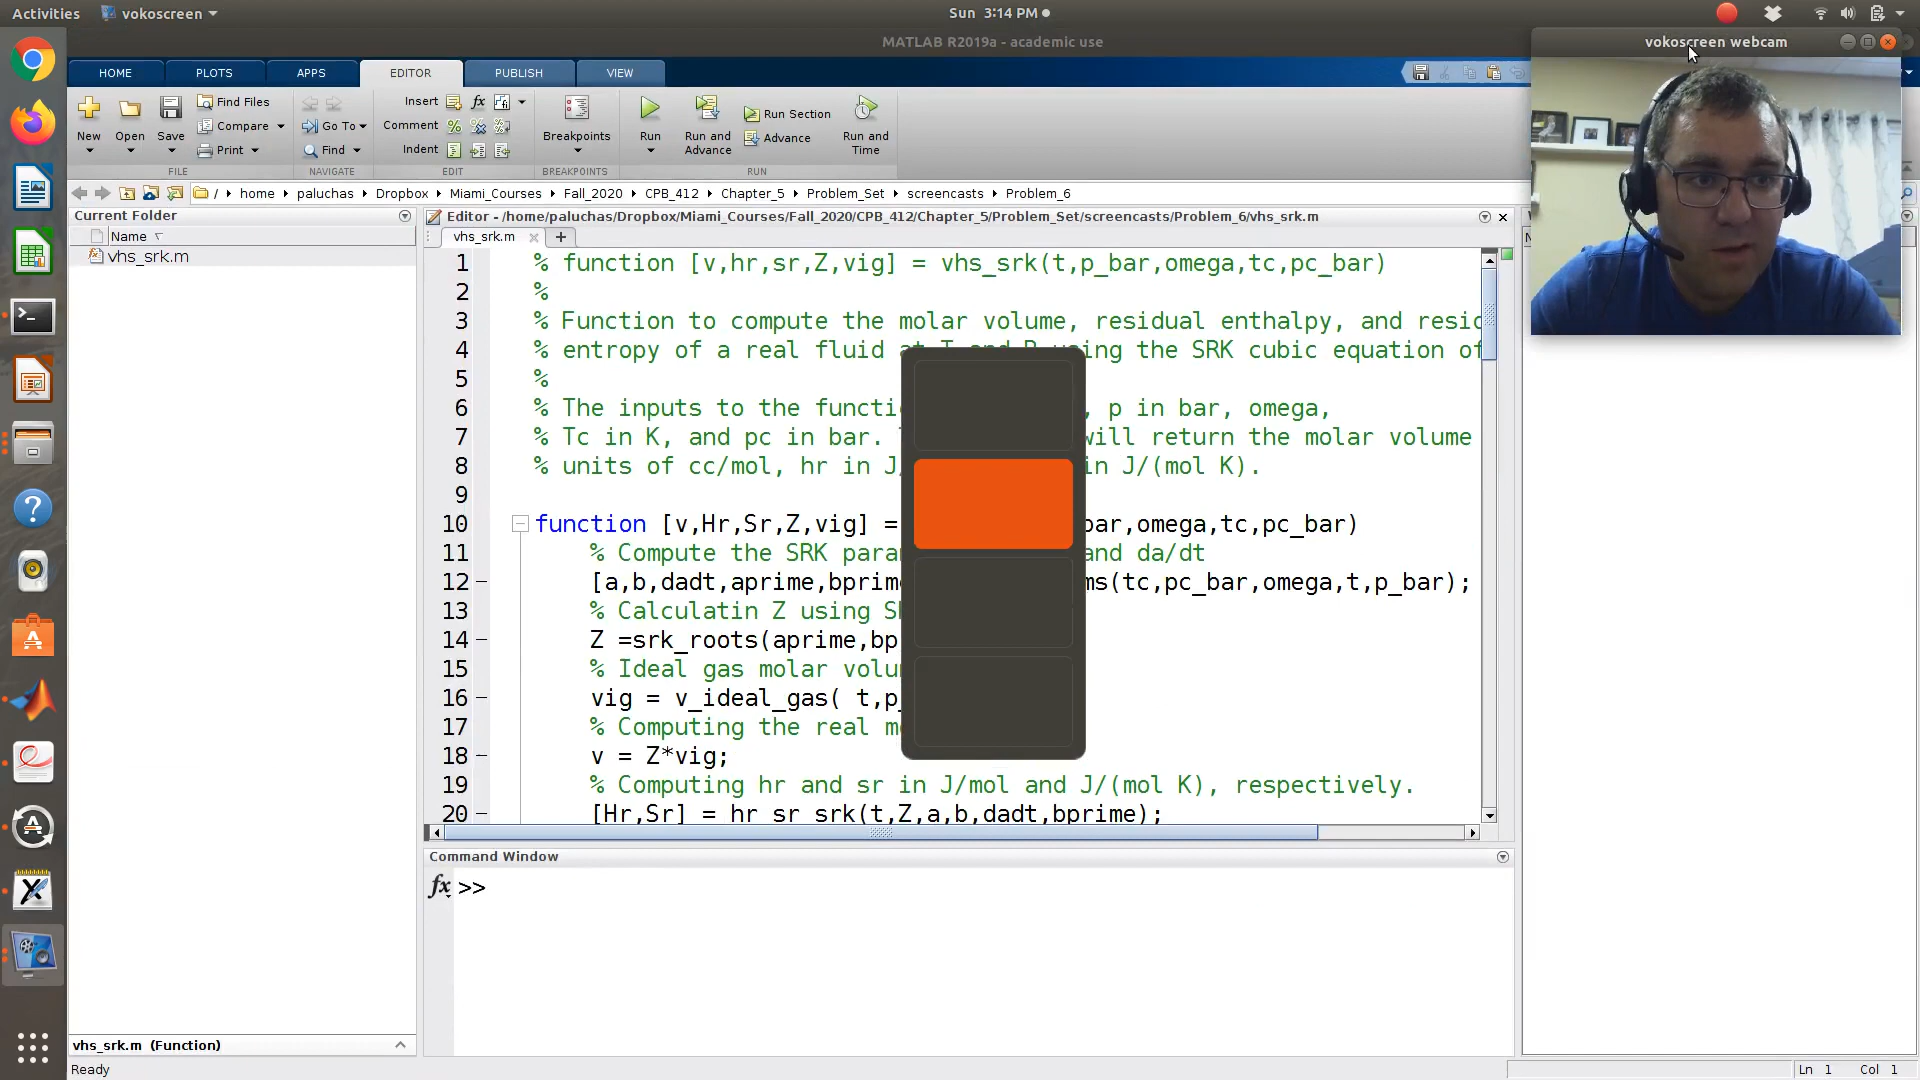 Activities vokoscreen Sun 3:14 PM
MATLAB R2019a - academic use
vokoscreen webcam
HOME PLOTS APPS EDITOR PUBLISH VIEW
New Open Save Find Files Compare Print
FILE
Go To Find
NAVIGATE
Insert fx
Comment
Indent
EDIT
Breakpoints
BREAKPOINTS
Run Run and Advance Run Section Advance Run and Time
RUN
/ home paluchas Dropbox Miami_Courses Fall_2020 CPB_412 Chapter_5 Problem_Set screencasts Problem_6
Current Folder
Name
vhs_srk.m
Editor - /home/paluchas/Dropbox/Miami_Courses/Fall_2020/CPB_412/Chapter_5/Problem_Set/screencasts/Problem_6/vhs_srk.m
vhs_srk.m
1 % function [v,hr,sr,Z,vig] = vhs_srk(t,p_bar,omega,tc,pc_bar)
2 %
3 % Function to compute the molar volume, residual enthalpy, and resid
4 % entropy of a real fluid at T and P using the SRK cubic equation of
5 %
6 % The inputs to the functi , p in bar, omega,
7 % Tc in K, and pc in bar. will return the molar volume
8 % units of cc/mol, hr in J/ in J/(mol K).
9
10 function [v,Hr,Sr,Z,vig] = bar,omega,tc,pc_bar)
11 % Compute the SRK para and da/dt
12 [a,b,dadt,aprime,bprime ms(tc,pc_bar,omega,t,p_bar);
13 % Calculatin Z using S
14 Z =srk_roots(aprime,bp
15 % Ideal gas molar volu
16 vig = v_ideal_gas( t,p_
17 % Computing the real m
18 v = Z*vig;
19 % Computing hr and sr in J/mol and J/(mol K), respectively.
20 [Hr,Sr] = hr_sr_srk(t,Z,a,b,dadt,bprime);
Command Window
fx >>
vhs_srk.m (Function)
Ready
Ln 1 Col 1